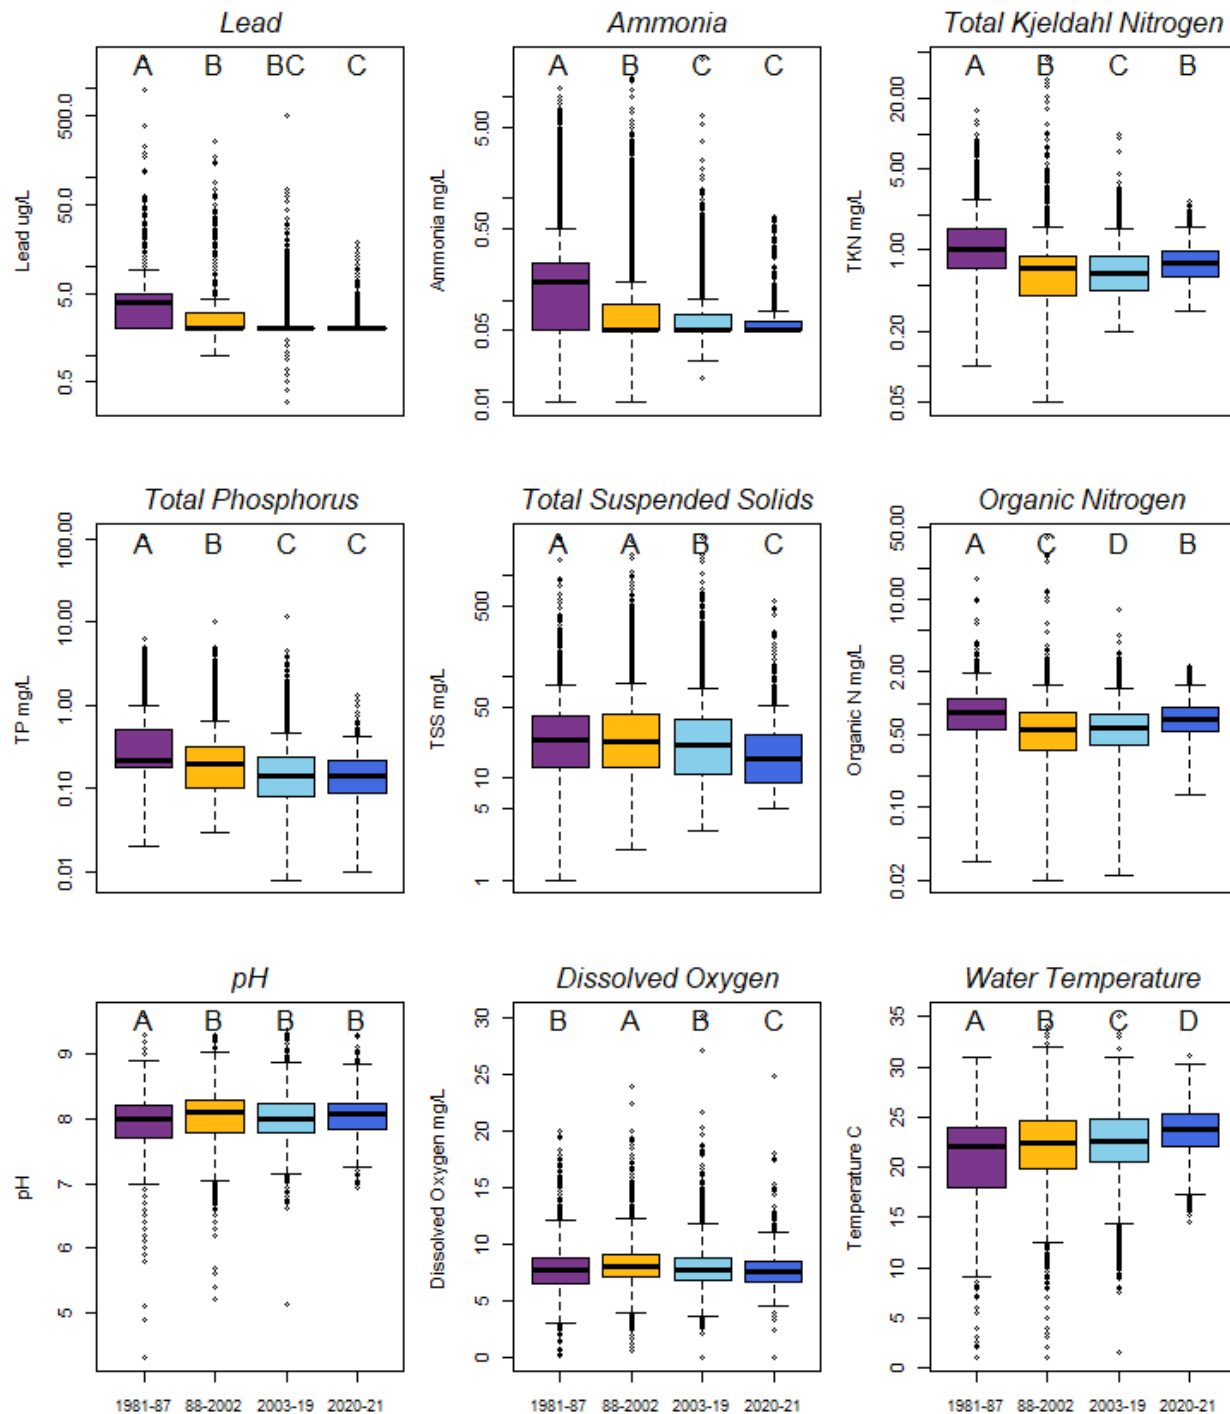 Lead
A B BC C
Lead ug/L
500.0
50.0
5.0
0.5
Ammonia
A B C C
Ammonia mg/L
5.00
0.50
0.05
0.01
Total Kjeldahl Nitrogen
A B C B
TKN mg/L
20.00
5.00
1.00
0.20
0.05
Total Phosphorus
A B C C
TP mg/L
100.00
10.00
1.00
0.10
0.01
Total Suspended Solids
A A B C
TSS mg/L
500
50
10
5
1
Organic Nitrogen
A C D B
Organic N mg/L
50.00
10.00
2.00
0.50
0.10
0.02
pH
A B B B
pH
9
8
7
6
5
1981-87 88-2002 2003-19 2020-21
Dissolved Oxygen
B A B C
Dissolved Oxygen mg/L
30
25
20
15
10
5
0
1981-87 88-2002 2003-19 2020-21
Water Temperature
A B C D
Temperature C
35
30
25
20
15
10
5
0
1981-87 88-2002 2003-19 2020-21